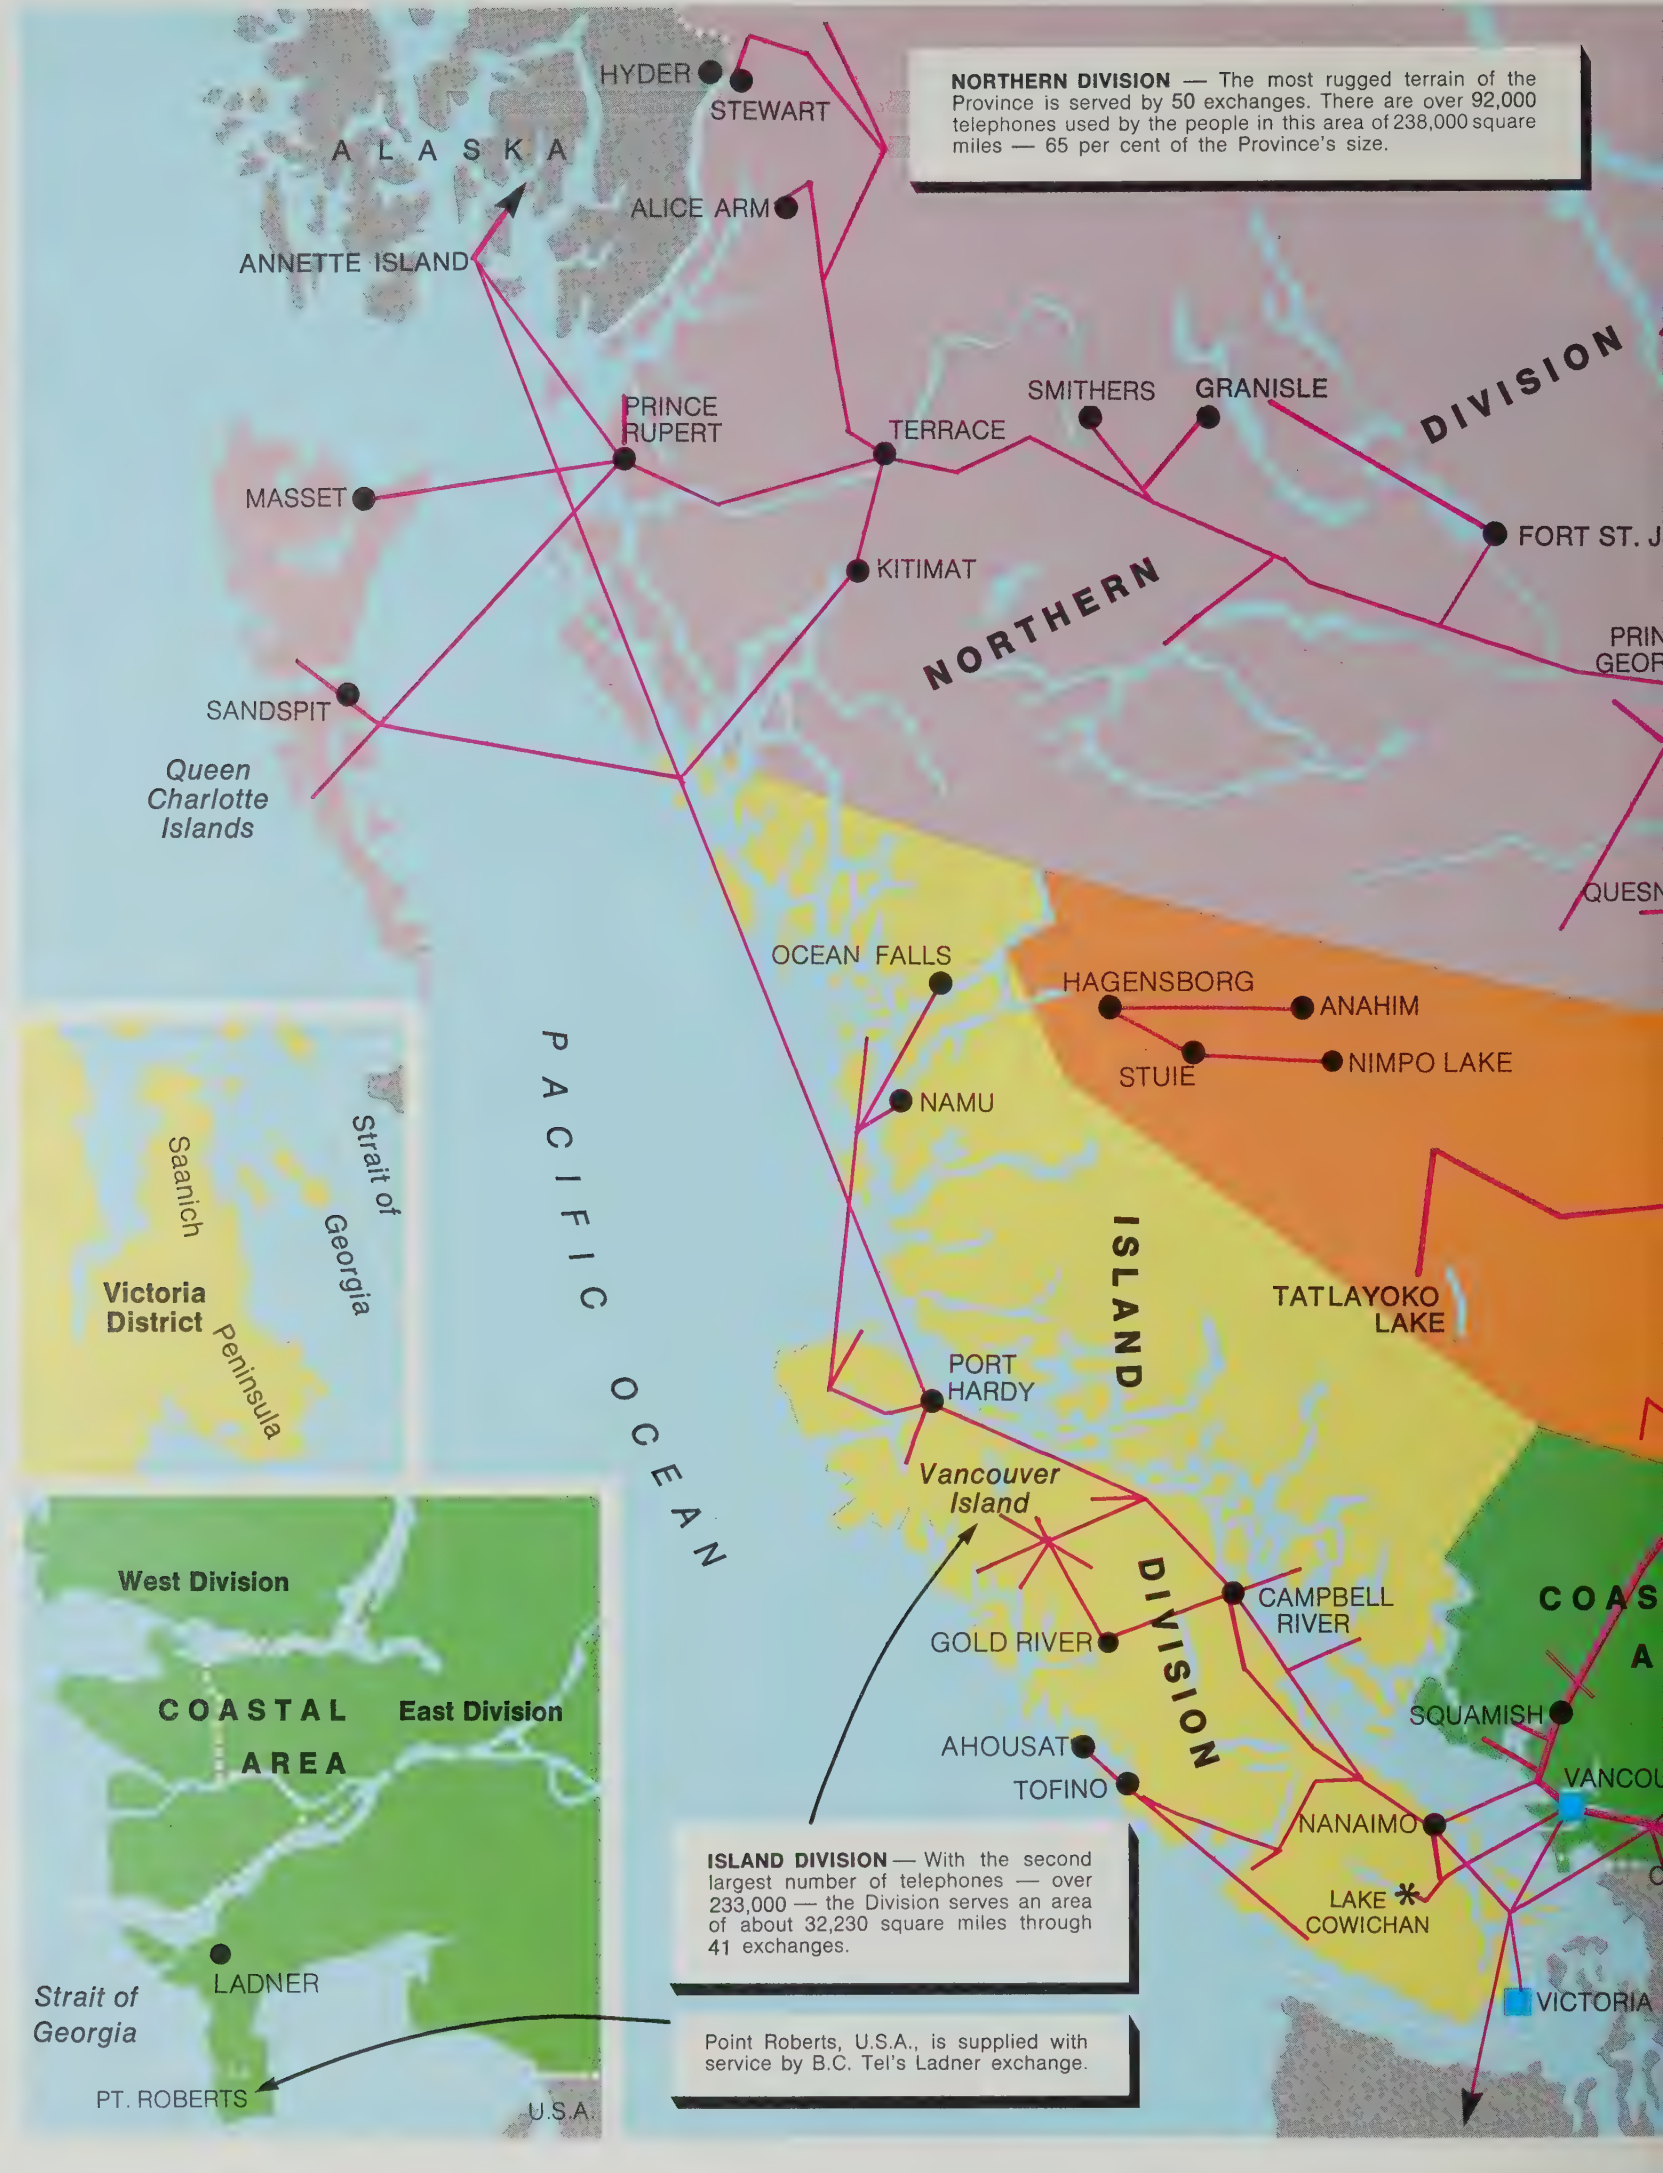 HYDER
STEWART
NORTHERN DIVISION — The most rugged terrain of the
Province is served by 50 exchanges. There are over 92,000
telephones used by the people in this area of 238,000 square
miles — 65 per cent of the Province's size.
ALASKA
ALICE ARM
ANNETTE ISLAND
PRINCE
RUPERT
TERRACE
SMITHERS
GRANISLE
NORTHERN DIVISION
MASSET
KITIMAT
FORT ST. J
PRIN
GEOR
SANDSPIT
Queen
Charlotte
Islands
QUESN
OCEAN FALLS
HAGENSBORG
ANAHIM
STUIE
NIMPO LAKE
NAMU
PACIFIC OCEAN
Saanich
Peninsula
Strait of
Georgia
Victoria
District
ISLAND
DIVISION
TATLAYOKO
LAKE
PORT
HARDY
Vancouver
Island
CAMPBELL
RIVER
GOLD RIVER
COAS
A
SQUAMISH
AHOUSAT
TOFINO
VANCOU
NANAIMO
LAKE
COWICHAN
C
VICTORIA
West Division
COASTAL
AREA
East Division
LADNER
Strait of
Georgia
PT. ROBERTS
U.S.A.
ISLAND DIVISION — With the second
largest number of telephones — over
233,000 — the Division serves an area
of about 32,230 square miles through
41 exchanges.
Point Roberts, U.S.A., is supplied with
service by B.C. Tel's Ladner exchange.